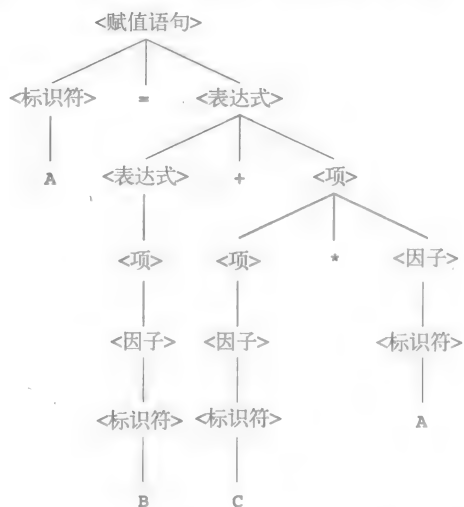 <赋值语句>
<标识符> = <表达式>
A <表达式> + <项>
<项> <项> * <因子>
<因子> <因子> <标识符>
<标识符> <标识符> A
B C